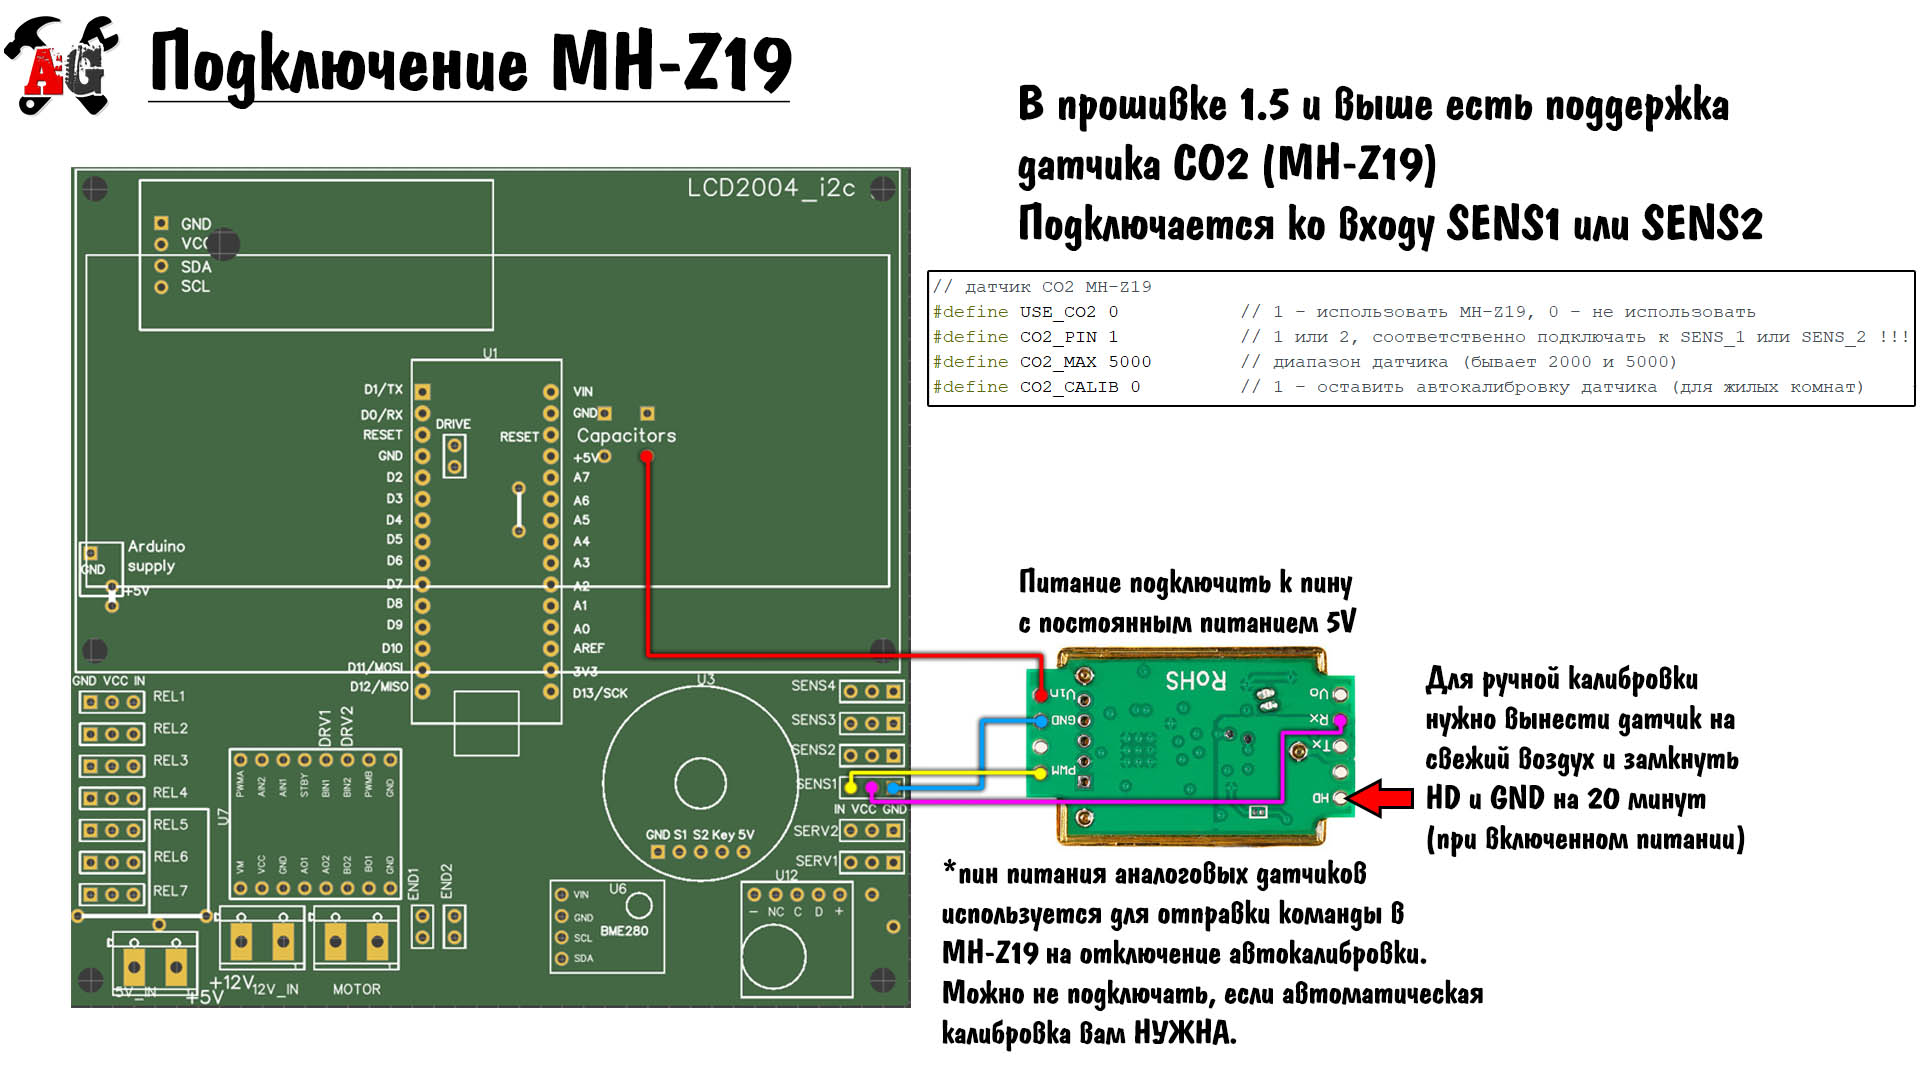 AG
Подключение MH-Z19
В прошивке 1.5 и выше есть поддержка
датчика CO2 (MH-Z19)
Подключается ко входу SENS1 или SENS2
// датчик CO2 MH-Z19
#define USE_CO2 0 // 1 - использовать MH-Z19, 0 - не использовать
#define CO2_PIN 1 // 1 или 2, соответственно подключать к SENS_1 или SENS_2 !!!
#define CO2_MAX 5000 // диапазон датчика (бывает 2000 и 5000)
#define CO2_CALIB 0 // 1 - оставить автокалибровку датчика (для жилых комнат)
LCD2004_i2c
GND
VCC
SDA
SCL
U1
D1/TX
D0/RX
RESET
GND
D2
D3
D4
D5
D6
D7
D8
D9
D10
D11/MOSI
D12/MISO
DRIVE
VIN
GND
RESET
+5V
A7
A6
A5
A4
A3
A2
A1
A0
AREF
3V3
D13/SCK
Capacitors
Arduino
supply
GND
+5V
GND VCC IN
REL1
REL2
REL3
REL4
REL5
REL6
REL7
DRV1
DRV2
U7
PWMA AIN2 AIN1 STBY BIN1 BIN2 PWMB GND
VM VCC GND AO1 AO2 BO2 BO1 GND
END1
END2
5V_IN
+5V
+12V
12V_IN
MOTOR
U3
GND S1 S2 Key 5V
SENS4
SENS3
SENS2
SENS1
IN VCC GND
SERV2
SERV1
U6
VIN
GND
SCL
SDA
BME280
U12
- NC C D +
Питание подключить к пину
с постоянным питанием 5V
RoHS
Vin
GND
PWM
Vo
Rx
Tx
HD
Для ручной калибровки
нужно вынести датчик на
свежий воздух и замкнуть
HD и GND на 20 минут
(при включенном питании)
*пин питания аналоговых датчиков
используется для отправки команды в
MH-Z19 на отключение автокалибровки.
Можно не подключать, если автоматическая
калибровка вам НУЖНА.